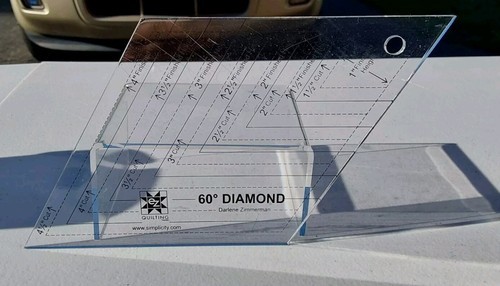 4" Finished
3½" Finished
3" Finished
2½" Finished
2" Finished
1½" Finished
1" Finished
Height
1½" Cut
2" Cut
2½" Cut
3" Cut
3½" Cut
4" Cut
4½" Cut
EZ
QUILTING
60° DIAMOND
Darlene Zimmerman
www.simplicity.com